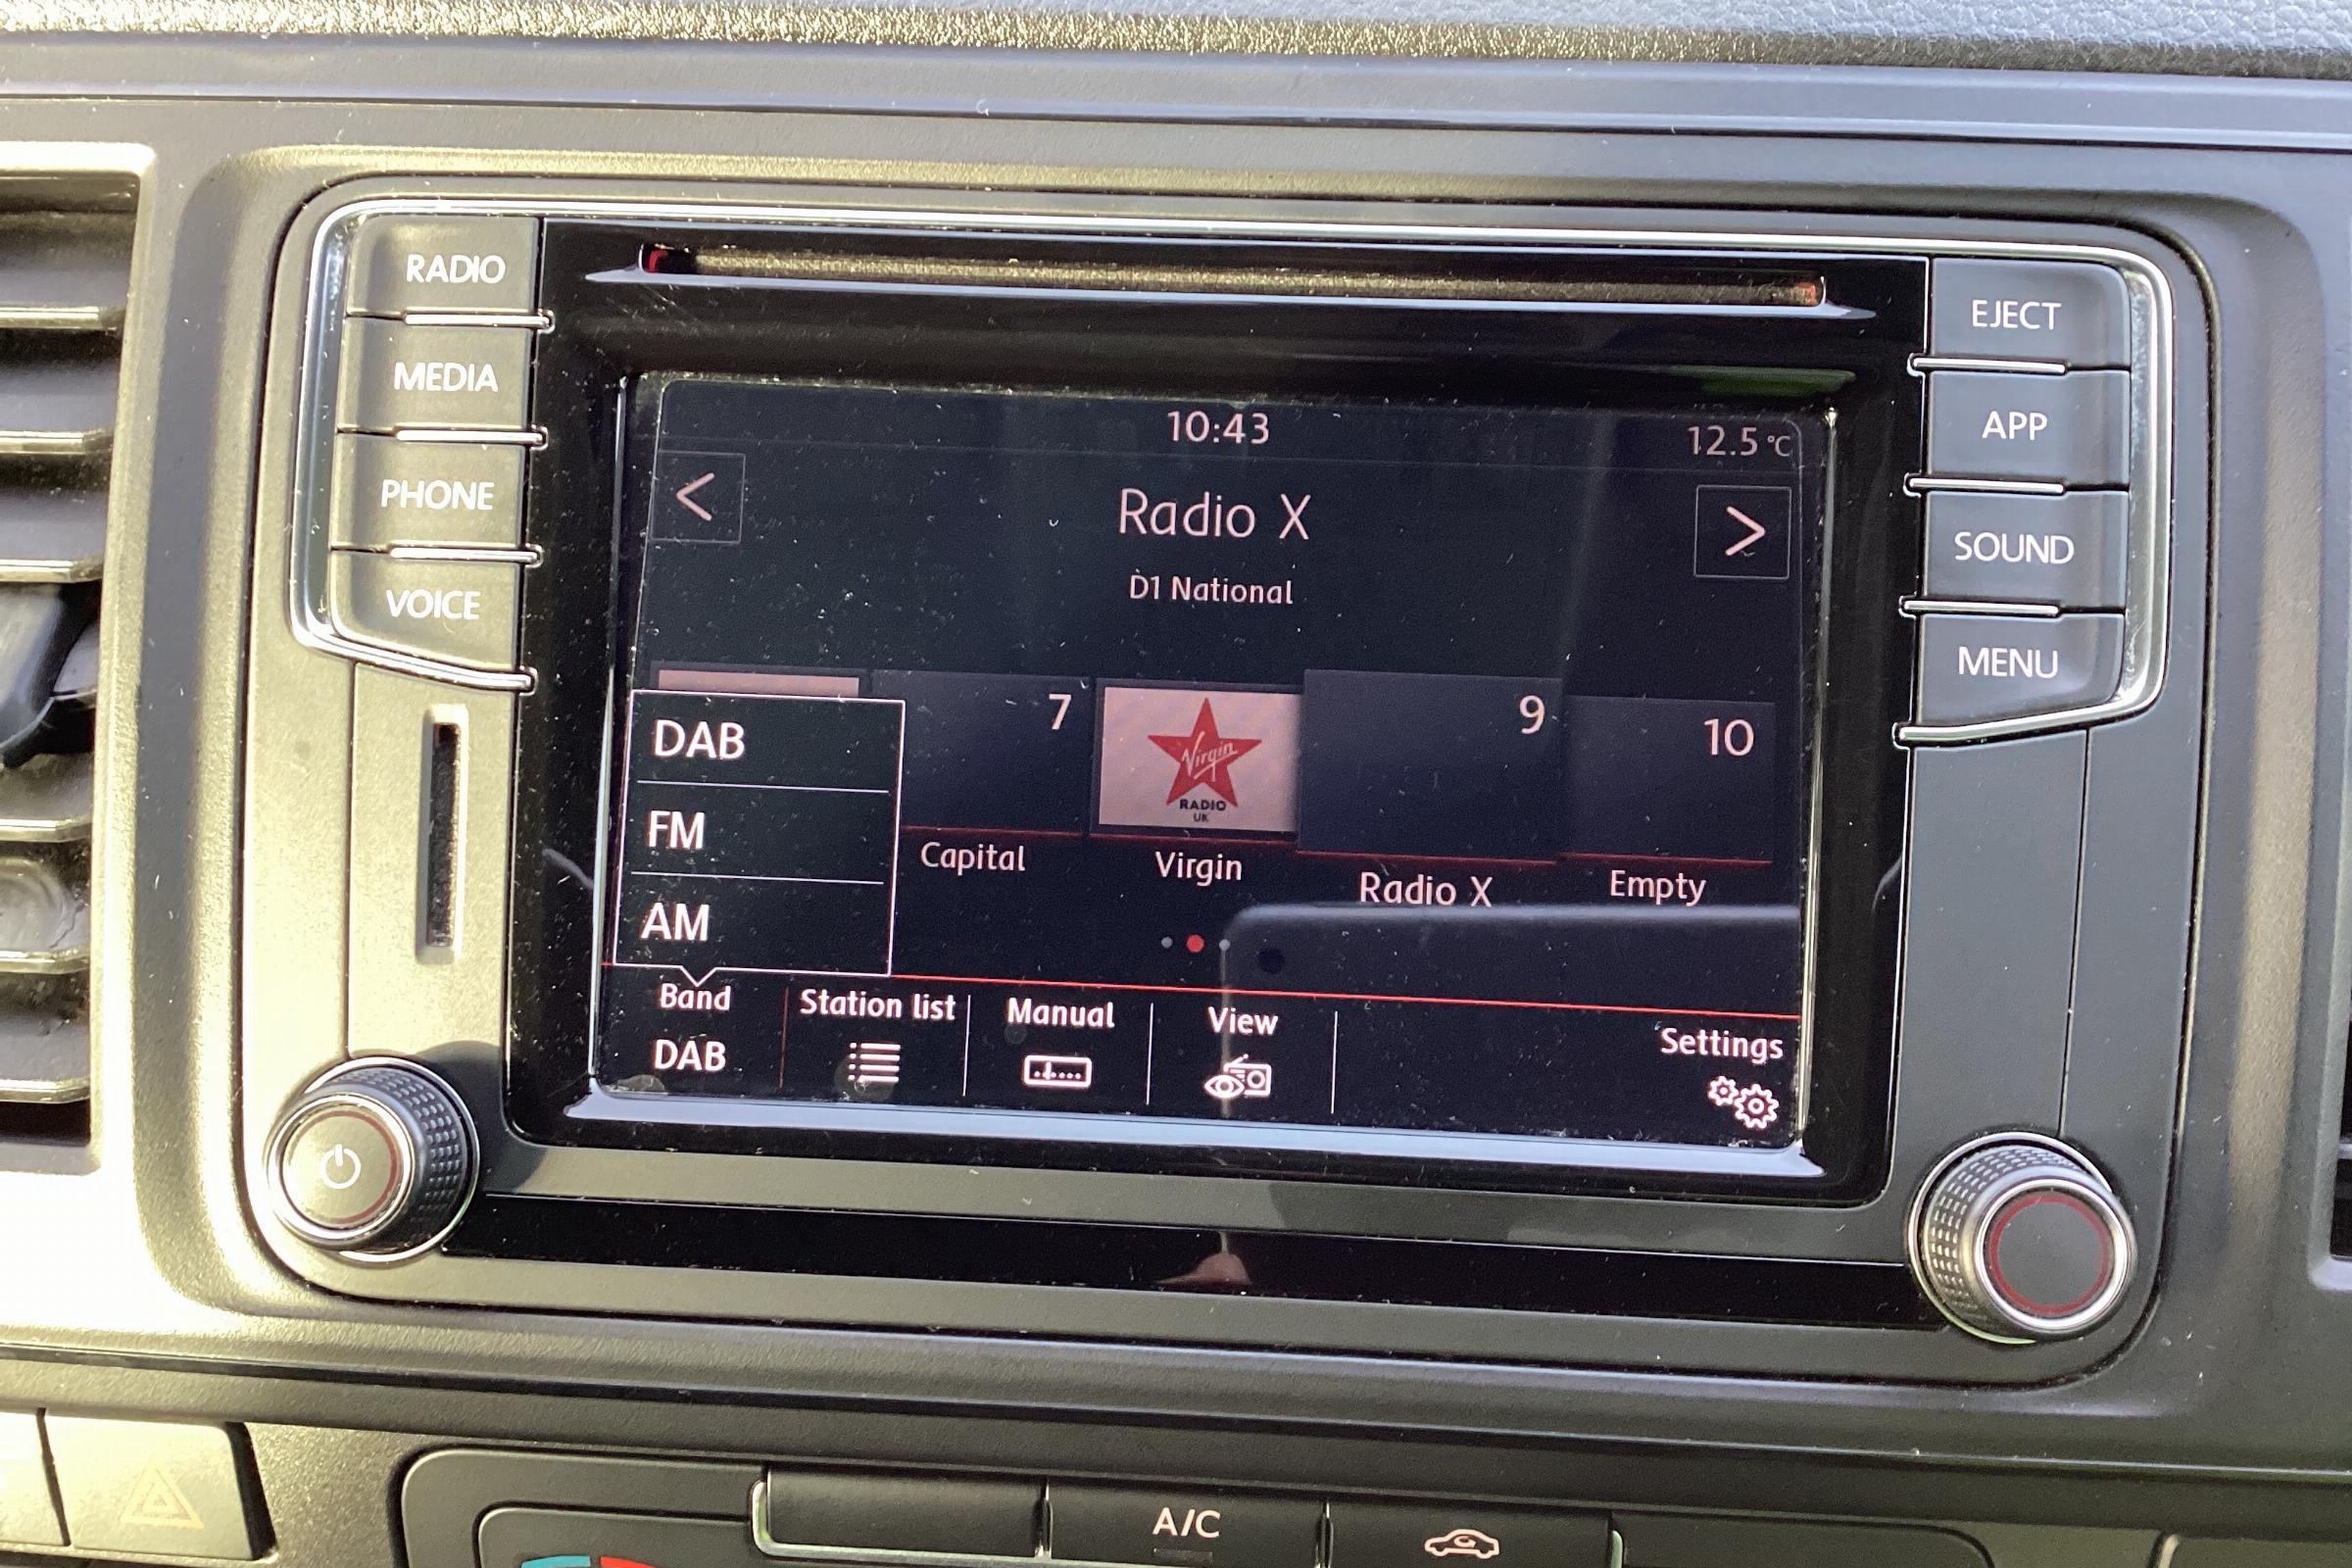 RADIO
MEDIA
PHONE
VOICE
EJECT
APP
SOUND
MENU
10:43
12.5 °C
<
Radio X
>
D1 National
7
Virgin
RADIO
UK
9
10
Capital
Virgin
Radio X
Empty
DAB
FM
AM
Band
DAB
Station list
Manual
View
Settings
A/C